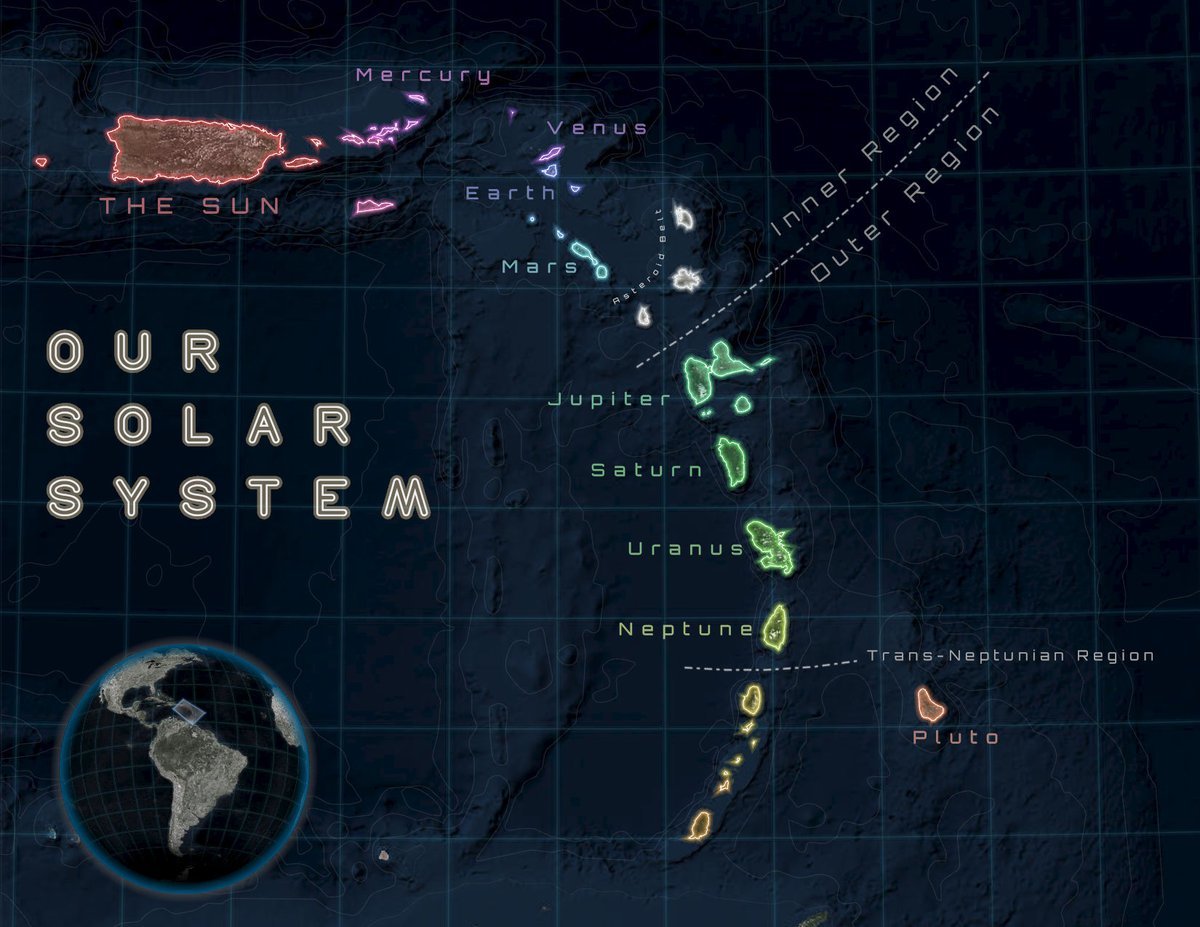 Mercury
Venus
THE SUN
Earth
Mars
Asteroid Belt
Inner Region
Outer Region
OUR
SOLAR
SYSTEM
Jupiter
Saturn
Uranus
Neptune
Trans-Neptunian Region
Pluto